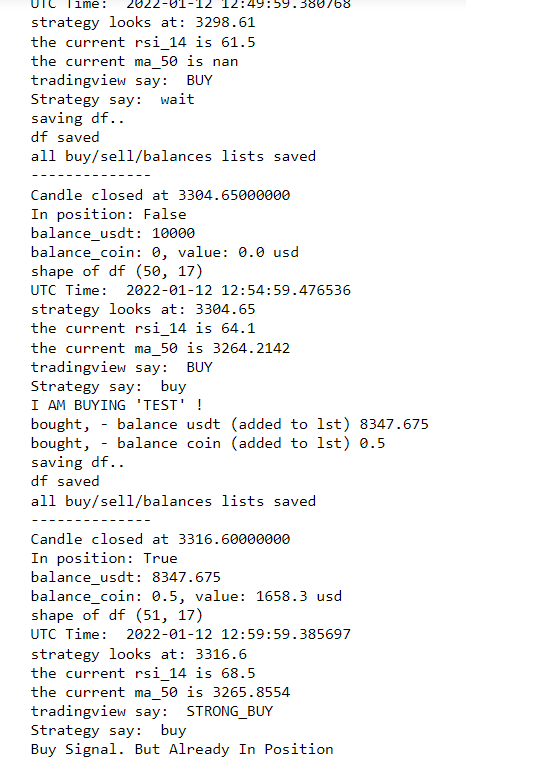 UTC Time:  2022-01-12 12:49:59.380768
strategy looks at: 3298.61
the current rsi_14 is 61.5
the current ma_50 is nan
tradingview say:  BUY
Strategy say:  wait
saving df..
df saved
all buy/sell/balances lists saved
--------------
Candle closed at 3304.65000000
In position: False
balance_usdt: 10000
balance_coin: 0, value: 0.0 usd
shape of df (50, 17)
UTC Time:  2022-01-12 12:54:59.476536
strategy looks at: 3304.65
the current rsi_14 is 64.1
the current ma_50 is 3264.2142
tradingview say:  BUY
Strategy say:  buy
I AM BUYING 'TEST' !
bought, - balance usdt (added to lst) 8347.675
bought, - balance coin (added to lst) 0.5
saving df..
df saved
all buy/sell/balances lists saved
--------------
Candle closed at 3316.60000000
In position: True
balance_usdt: 8347.675
balance_coin: 0.5, value: 1658.3 usd
shape of df (51, 17)
UTC Time:  2022-01-12 12:59:59.385697
strategy looks at: 3316.6
the current rsi_14 is 68.5
the current ma_50 is 3265.8554
tradingview say:  STRONG_BUY
Strategy say:  buy
Buy Signal. But Already In Position